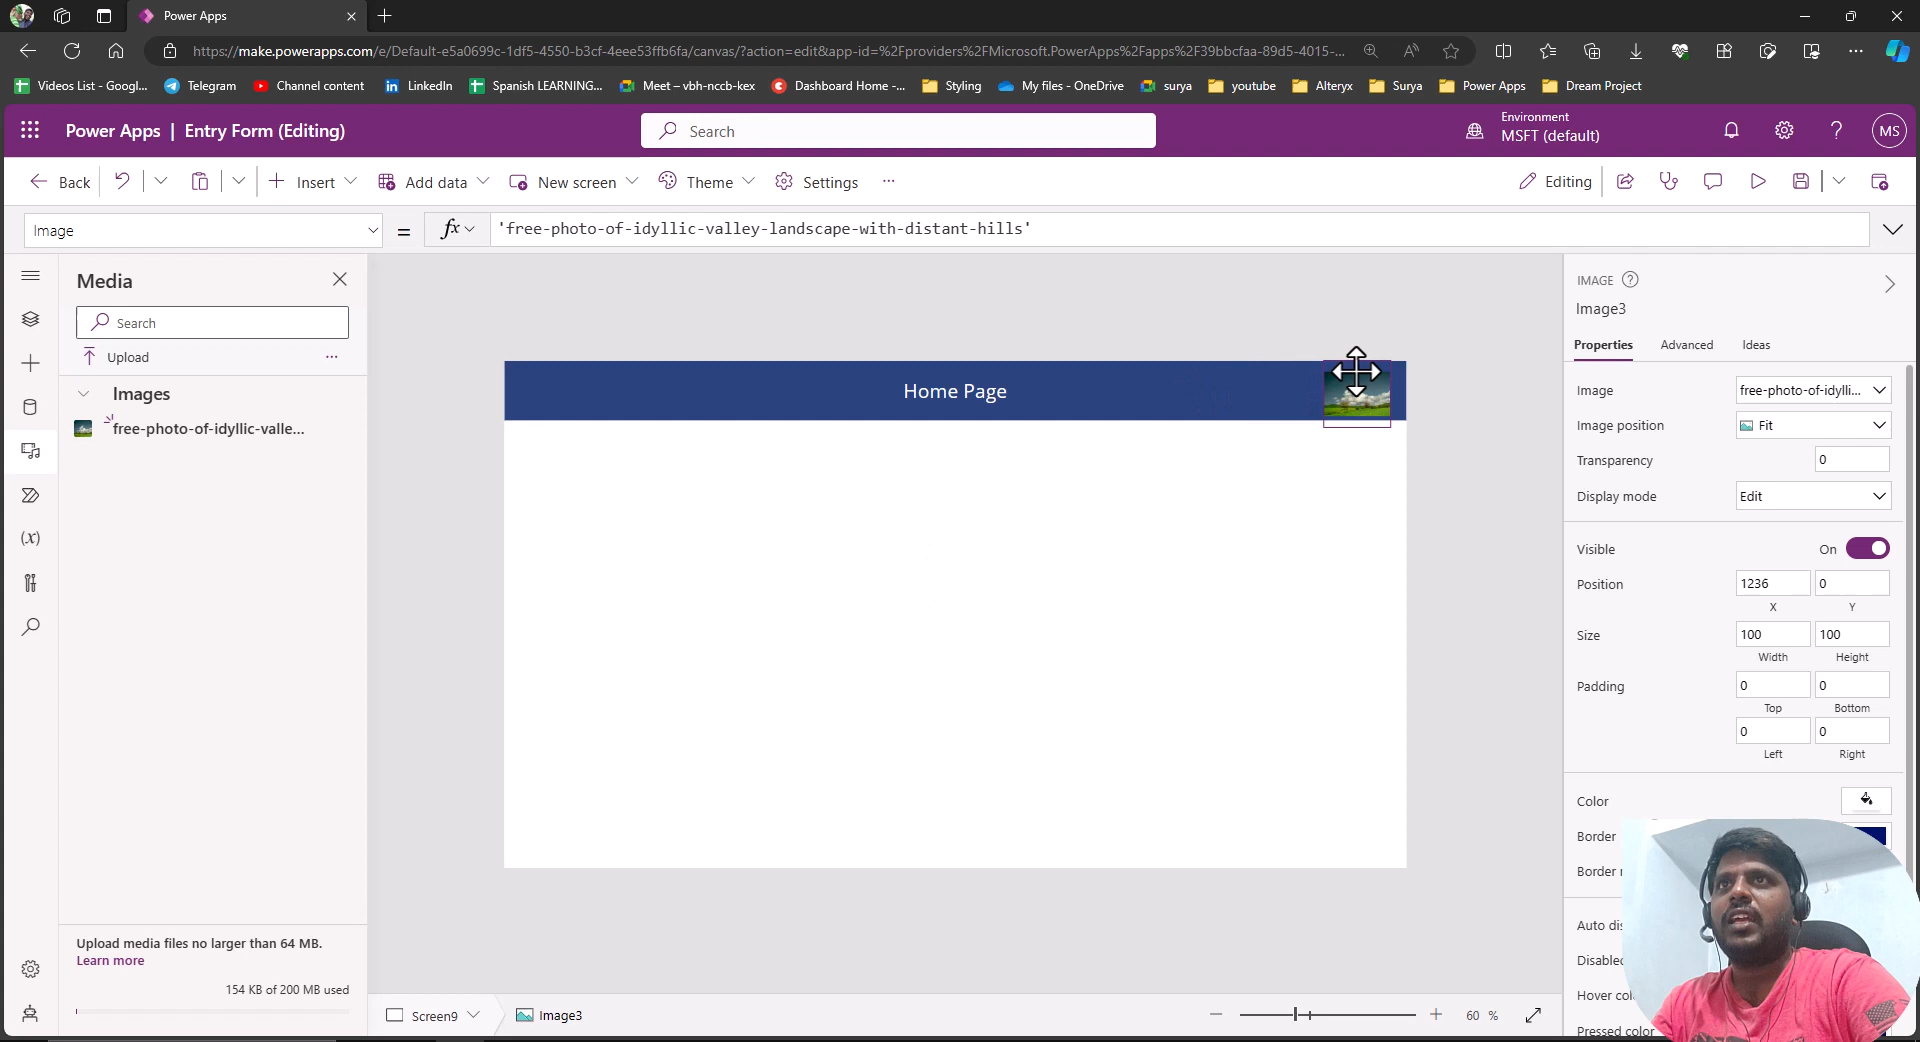 Power Apps
https://make.powerapps.com/e/Default-e5a0699c-1df5-4550-b3cf-4eee53ffb6fa/canvas/?action=edit&app-id=%2Fproviders%2FMicrosoft.PowerApps%2Fapps%2F39bbcfaa-89d5-4015-...
Videos List - Googl... Telegram Channel content LinkedIn Spanish LEARNING... Meet – vbh-nccb-kex Dashboard Home -... Styling My files - OneDrive surya youtube Alteryx Surya Power Apps Dream Project
Power Apps | Entry Form (Editing)
Search
Environment
MSFT (default)
MS
Back Insert Add data New screen Theme Settings ... Editing
Image = fx 'free-photo-of-idyllic-valley-landscape-with-distant-hills'
Media
Search
Upload ...
Images
free-photo-of-idyllic-valle...
(x)
Upload media files no larger than 64 MB.
Learn more
154 KB of 200 MB used
Home Page
Screen9 Image3
60 %
IMAGE ?
Image3
Properties Advanced Ideas
Image free-photo-of-idylli...
Image position Fit
Transparency 0
Display mode Edit
Visible On
Position 1236 0
X Y
Size 100 100
Width Height
Padding 0 0
Top Bottom
0 0
Left Right
Color
Border
Border
Auto dis
Disabled
Hover col
Pressed color